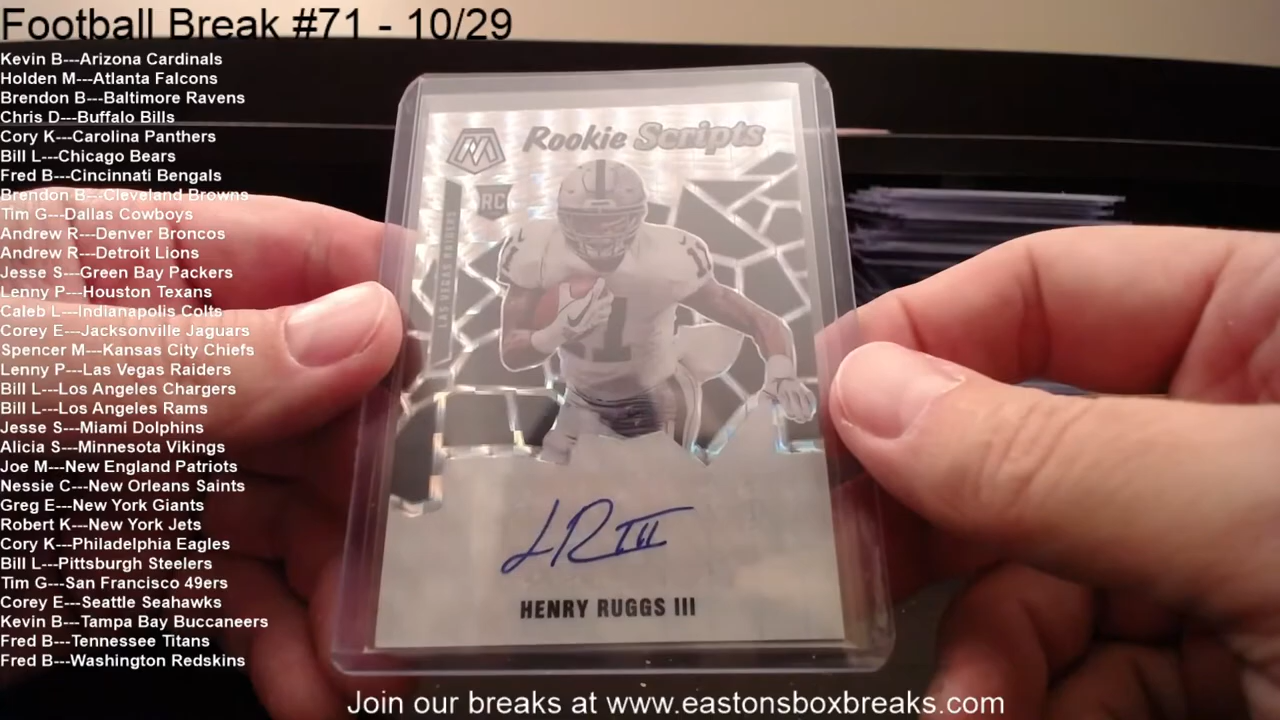 Football Break #71 - 10/29
Kevin B---Arizona Cardinals
Holden M---Atlanta Falcons
Brendon B---Baltimore Ravens
Chris D---Buffalo Bills
Cory K---Carolina Panthers
Bill L---Chicago Bears
Fred B---Cincinnati Bengals
Brendon B---Cleveland Browns
Tim G---Dallas Cowboys
Andrew R---Denver Broncos
Andrew R---Detroit Lions
Jesse S---Green Bay Packers
Lenny P---Houston Texans
Caleb L---Indianapolis Colts
Corey E---Jacksonville Jaguars
Spencer M---Kansas City Chiefs
Lenny P---Las Vegas Raiders
Bill L---Los Angeles Chargers
Bill L---Los Angeles Rams
Jesse S---Miami Dolphins
Alicia S---Minnesota Vikings
Joe M---New England Patriots
Nessie C---New Orleans Saints
Greg E---New York Giants
Robert K---New York Jets
Cory K---Philadelphia Eagles
Bill L---Pittsburgh Steelers
Tim G---San Francisco 49ers
Corey E---Seattle Seahawks
Kevin B---Tampa Bay Buccaneers
Fred B---Tennessee Titans
Fred B---Washington Redskins
Rookie Scripts
RC
LAS VEGAS RAIDERS
11
11
HENRY RUGGS III
Join our breaks at www.eastonsboxbreaks.com